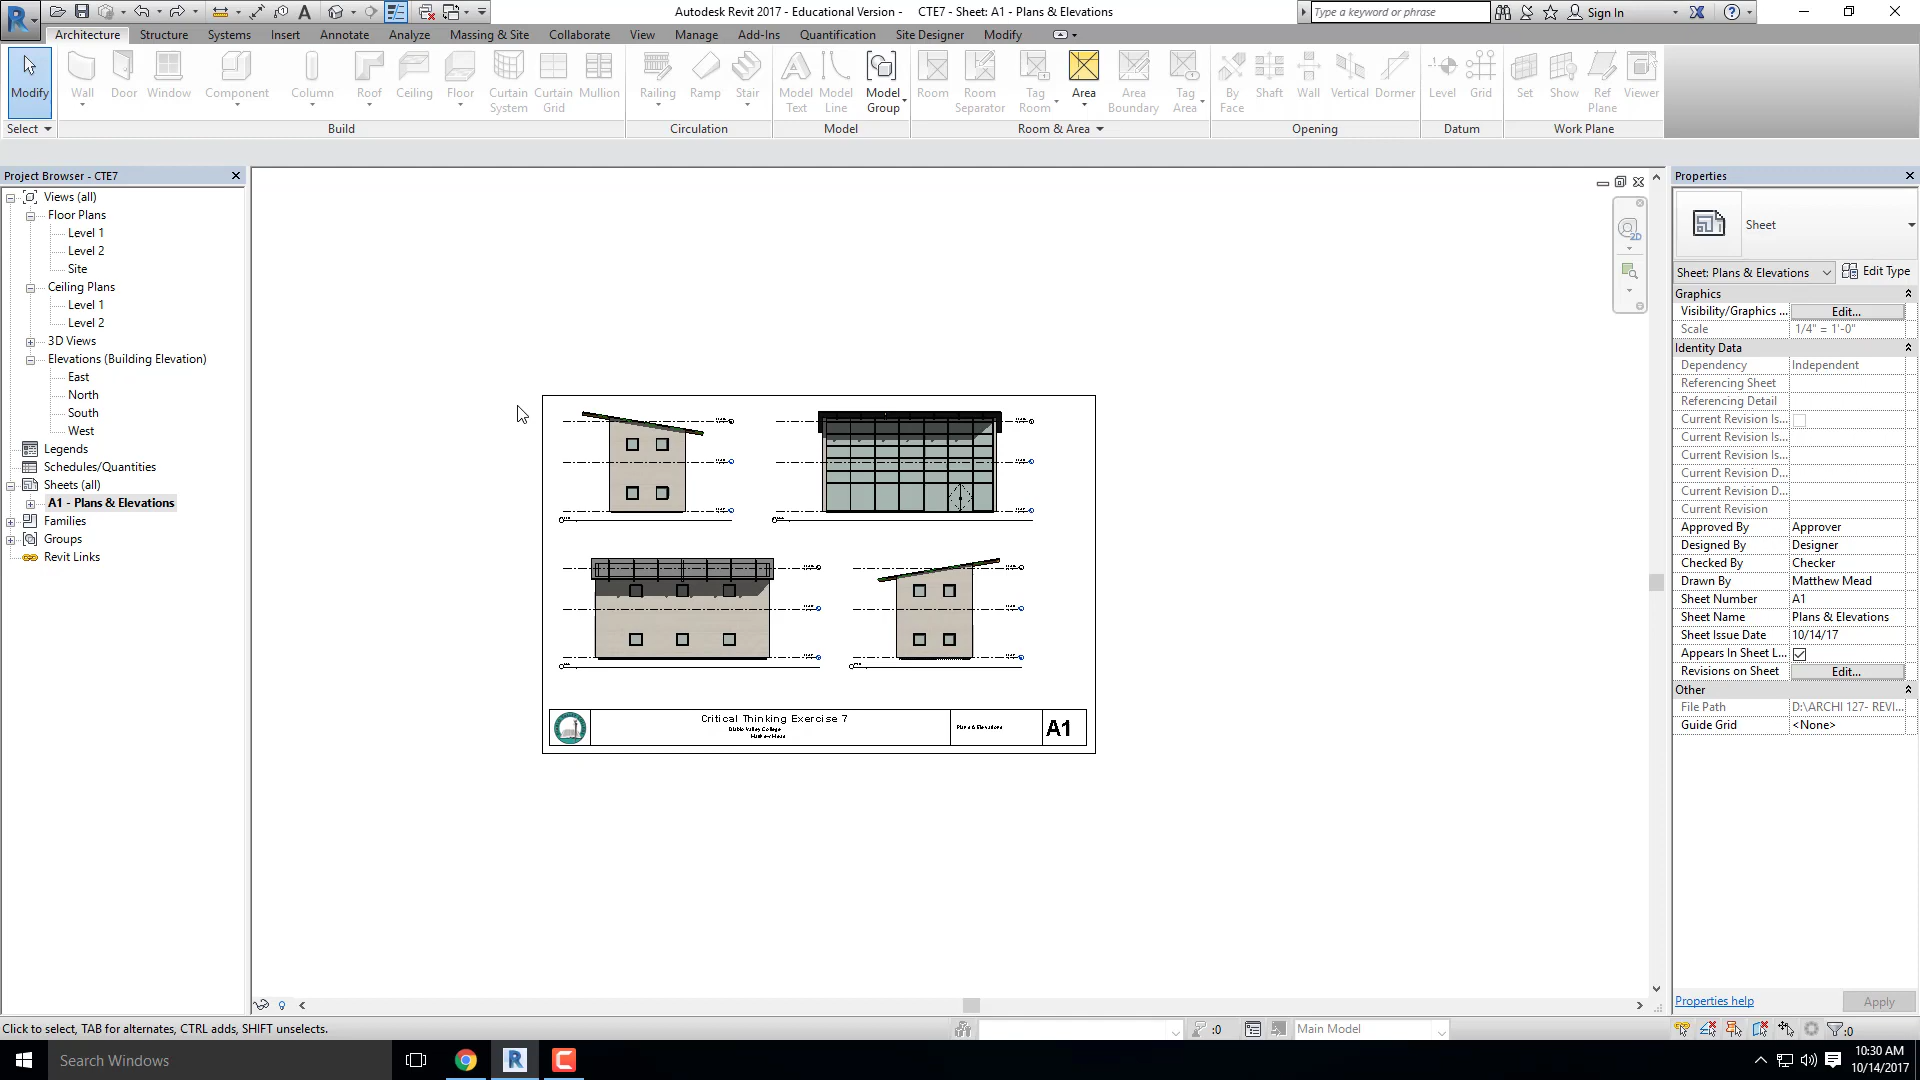 Autodesk Revit 2017 - Educational Version - CTE7 - Sheet: A1 - Plans & Elevations
Type a keyword or phrase
Sign In
Architecture Structure Systems Insert Annotate Analyze Massing & Site Collaborate View Manage Add-Ins Quantification Site Designer Modify
Modify Wall Door Window Component Column Roof Ceiling Floor Curtain System Curtain Grid Mullion Railing Ramp Stair Model Text Model Line Model Group Room Room Separator Tag Room Area Area Boundary Tag Area By Face Shaft Wall Vertical Dormer Level Grid Set Show Ref Plane Viewer
Select Build Circulation Model Room & Area Opening Datum Work Plane
Project Browser - CTE7
Views (all)
Floor Plans
Level 1
Level 2
Site
Ceiling Plans
Level 1
Level 2
3D Views
Elevations (Building Elevation)
East
North
South
West
Legends
Schedules/Quantities
Sheets (all)
A1 - Plans & Elevations
Families
Groups
Revit Links
2D
Critical Thinking Exercise 7
Diablo Valley College
Matthew Mead
Plans & Elevations
A1
Properties
Sheet
Sheet: Plans & Elevations Edit Type
Graphics
Visibility/Graphics ... Edit...
Scale 1/4" = 1'-0"
Identity Data
Dependency Independent
Referencing Sheet
Referencing Detail
Current Revision Is...
Current Revision Is...
Current Revision Is...
Current Revision D...
Current Revision D...
Current Revision
Approved By Approver
Designed By Designer
Checked By Checker
Drawn By Matthew Mead
Sheet Number A1
Sheet Name Plans & Elevations
Sheet Issue Date 10/14/17
Appears In Sheet L...
Revisions on Sheet Edit...
Other
File Path D:\ARCHI 127- REVI...
Guide Grid <None>
Properties help Apply
Click to select, TAB for alternates, CTRL adds, SHIFT unselects.
:0
Main Model
:0
Search Windows
10:30 AM
10/14/2017